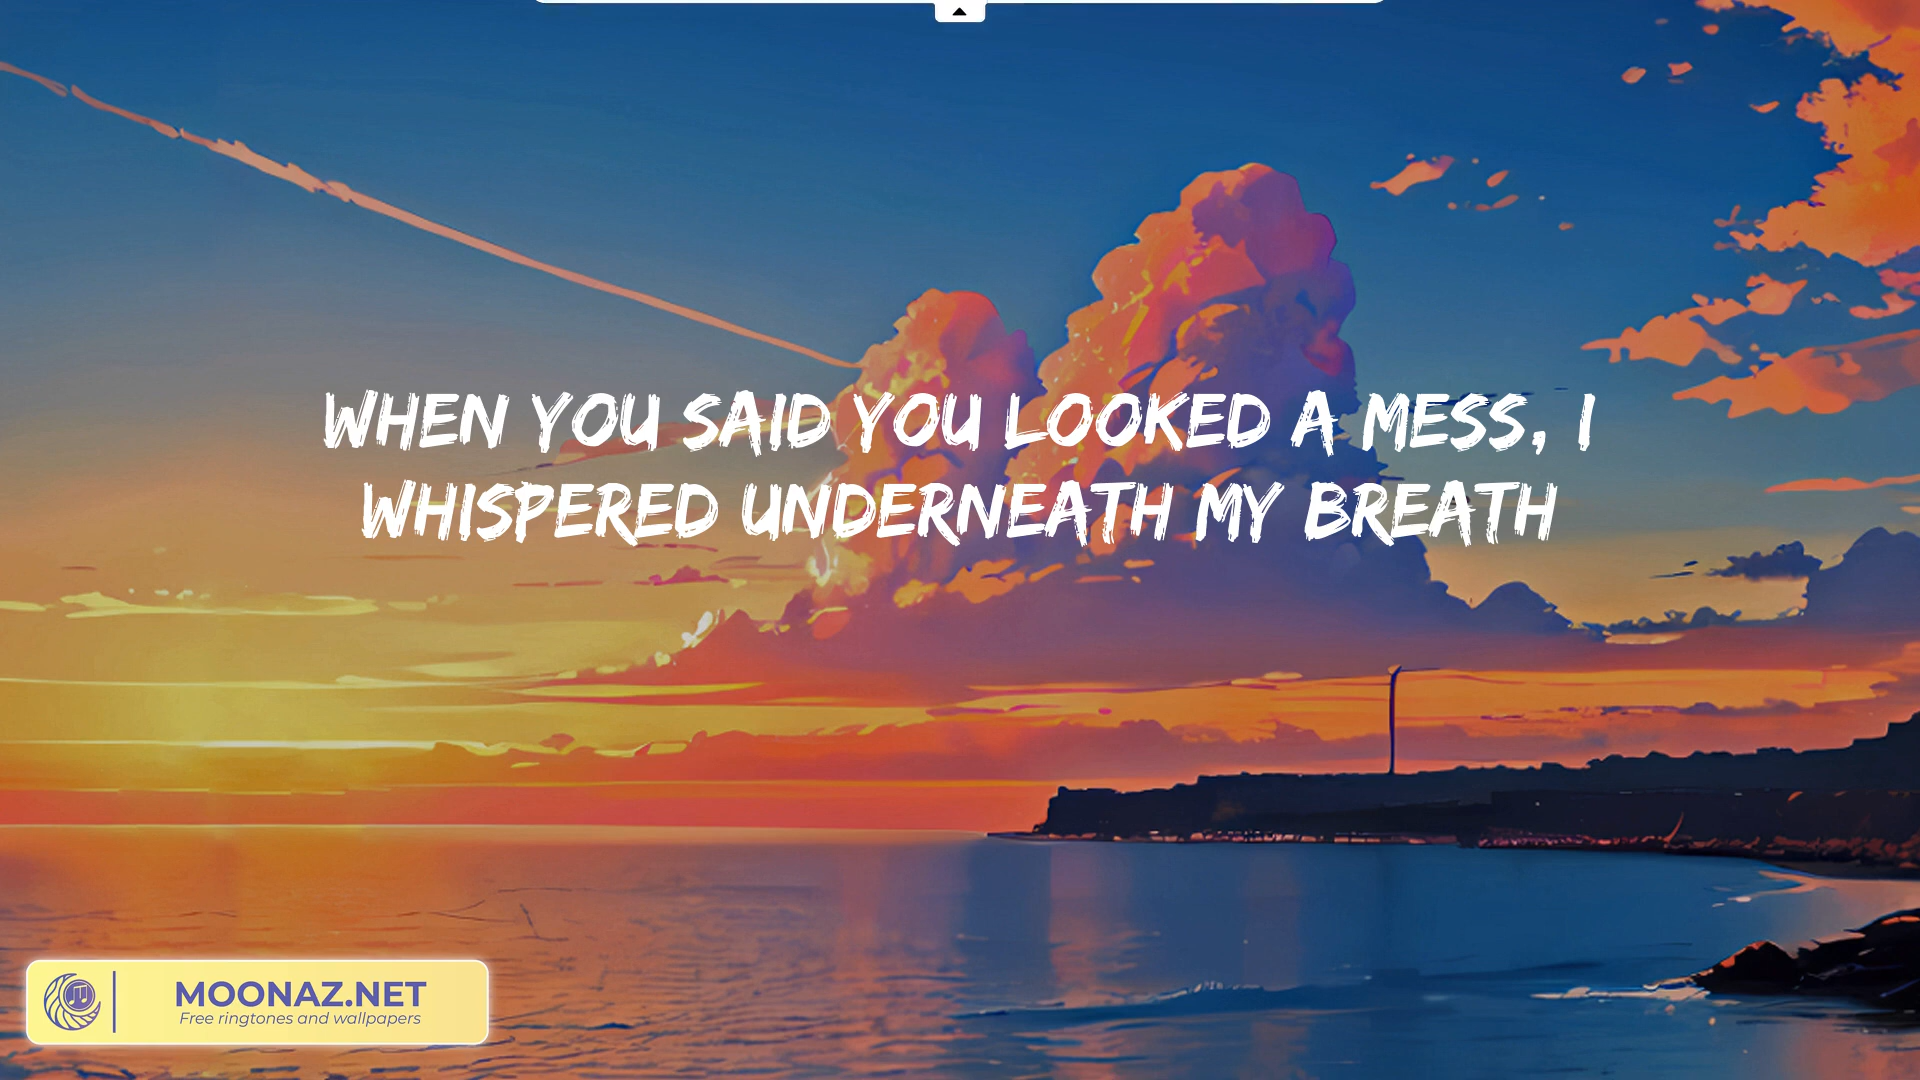 WHEN YOU SAID YOU LOOKED A MESS, I
WHISPERED UNDERNEATH MY BREATH
MOONAZ.NET
Free ringtones and wallpapers